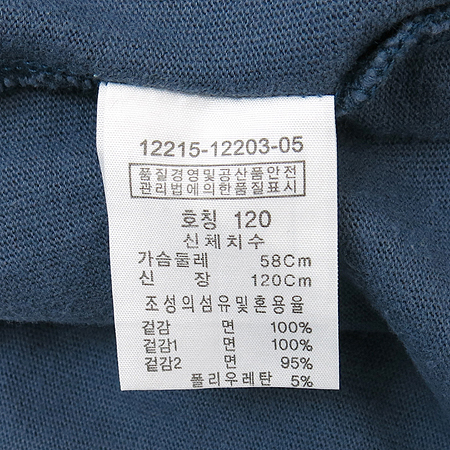 12215-12203-05
품질경영및공산품안전
관리법에의한품질표시
호칭 120
신체치수
가슴둘레 58Cm
신 장 120Cm
조성의섬유및혼용율
겉감 면 100%
겉감1 면 100%
겉감2 면 95%
폴리우레탄 5%